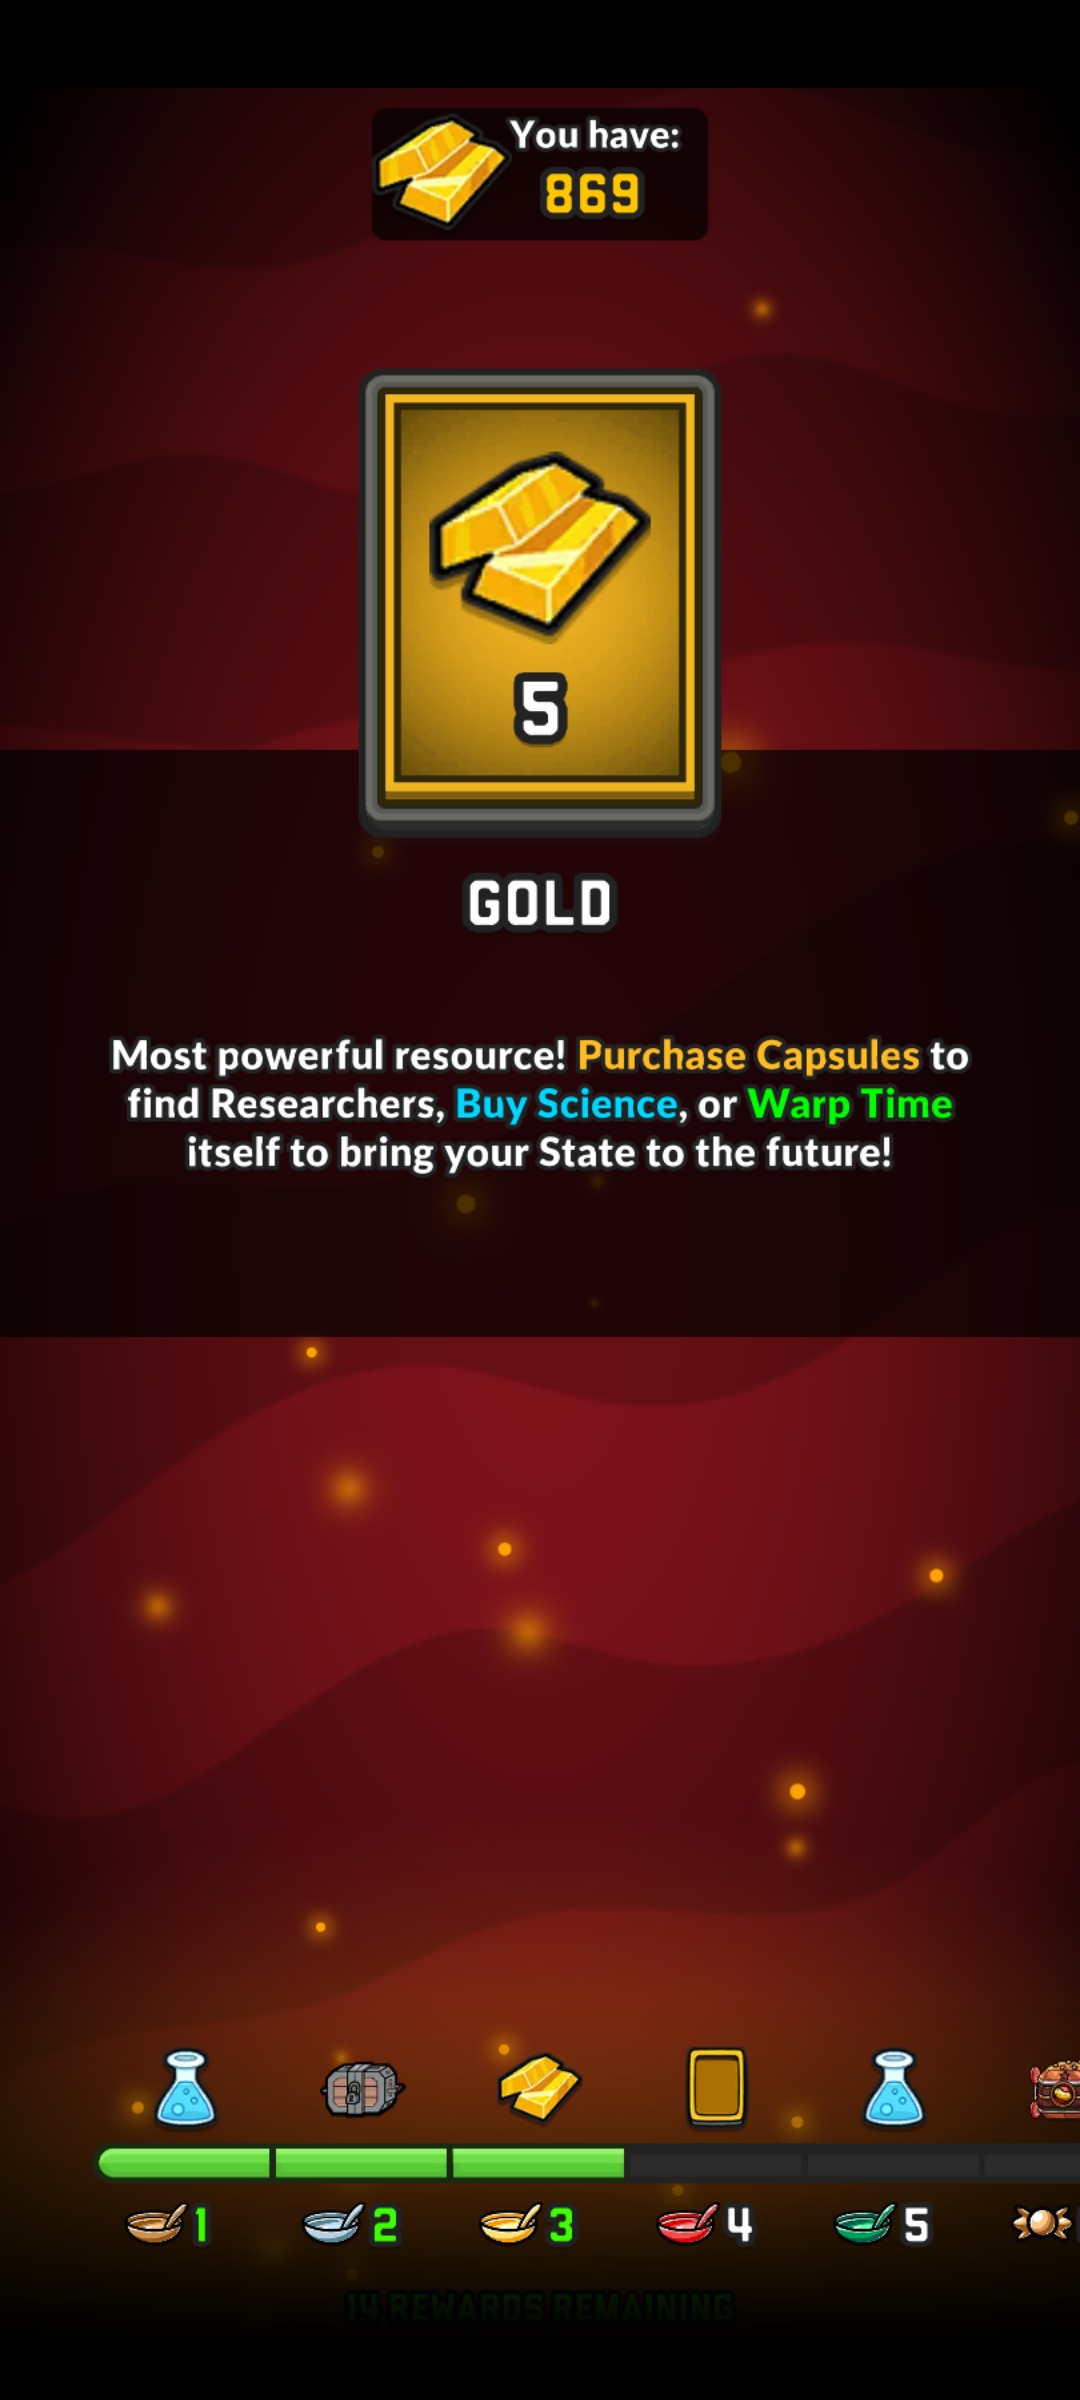 You have:
869
5
GOLD
Most powerful resource! Purchase Capsules to
find Researchers, Buy Science, or Warp Time
itself to bring your State to the future!
1 2 3 4 5
14 REWARDS REMAINING